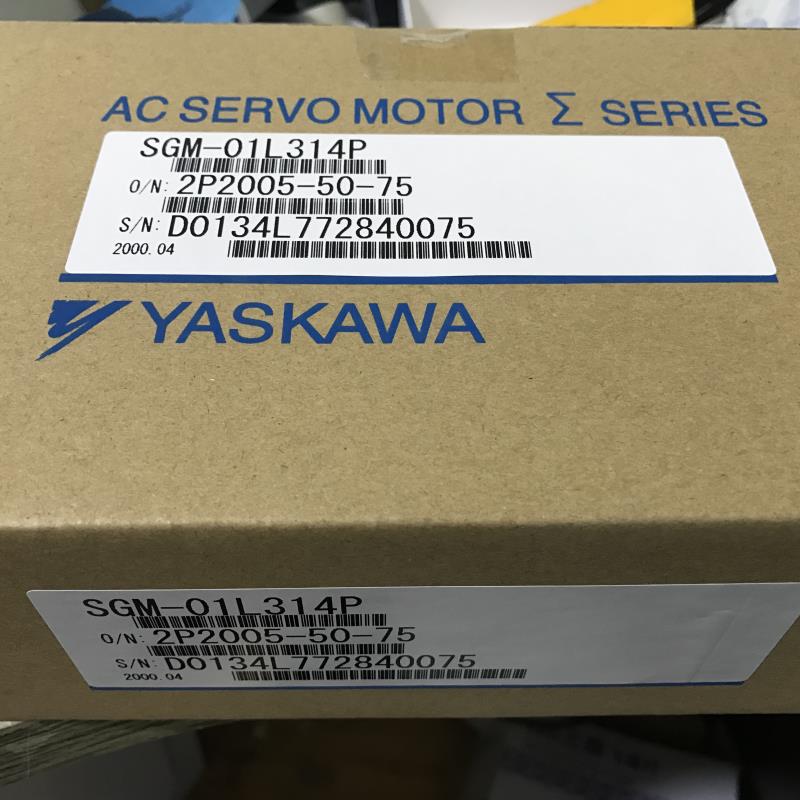 AC SERVO MOTOR Σ SERIES
SGM-01L314P
O/N: 2P2005-50-75
S/N: D0134L772840075
2000.04
YASKAWA
SGM-01L314P
O/N: 2P2005-50-75
S/N: D0134L772840075
2000.04